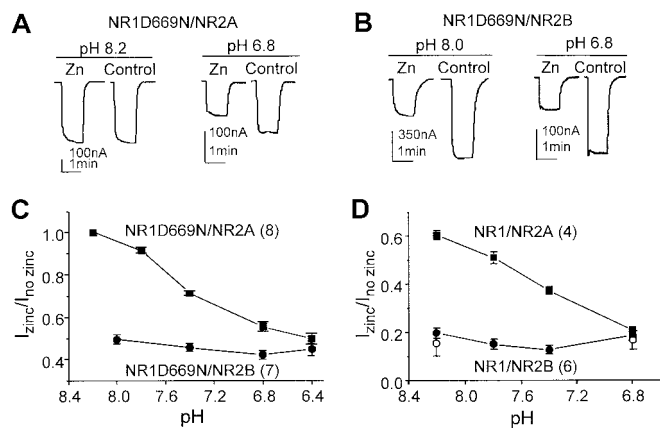 A
NR1D669N/NR2A
pH 8.2
Zn Control
100nA
1min
pH 6.8
Zn Control
100nA
1min
B
NR1D669N/NR2B
pH 8.0
Zn Control
350nA
1min
pH 6.8
Zn Control
100nA
1min
C
Izinc/Ino zinc
1.0
0.8
0.6
0.4
NR1D669N/NR2A (8)
NR1D669N/NR2B (7)
8.4 8.0 7.6 7.2 6.8 6.4
pH
D
Izinc/Ino zinc
0.6
0.4
0.2
0.0
NR1/NR2A (4)
NR1/NR2B (6)
8.4 8.0 7.6 7.2 6.8
pH